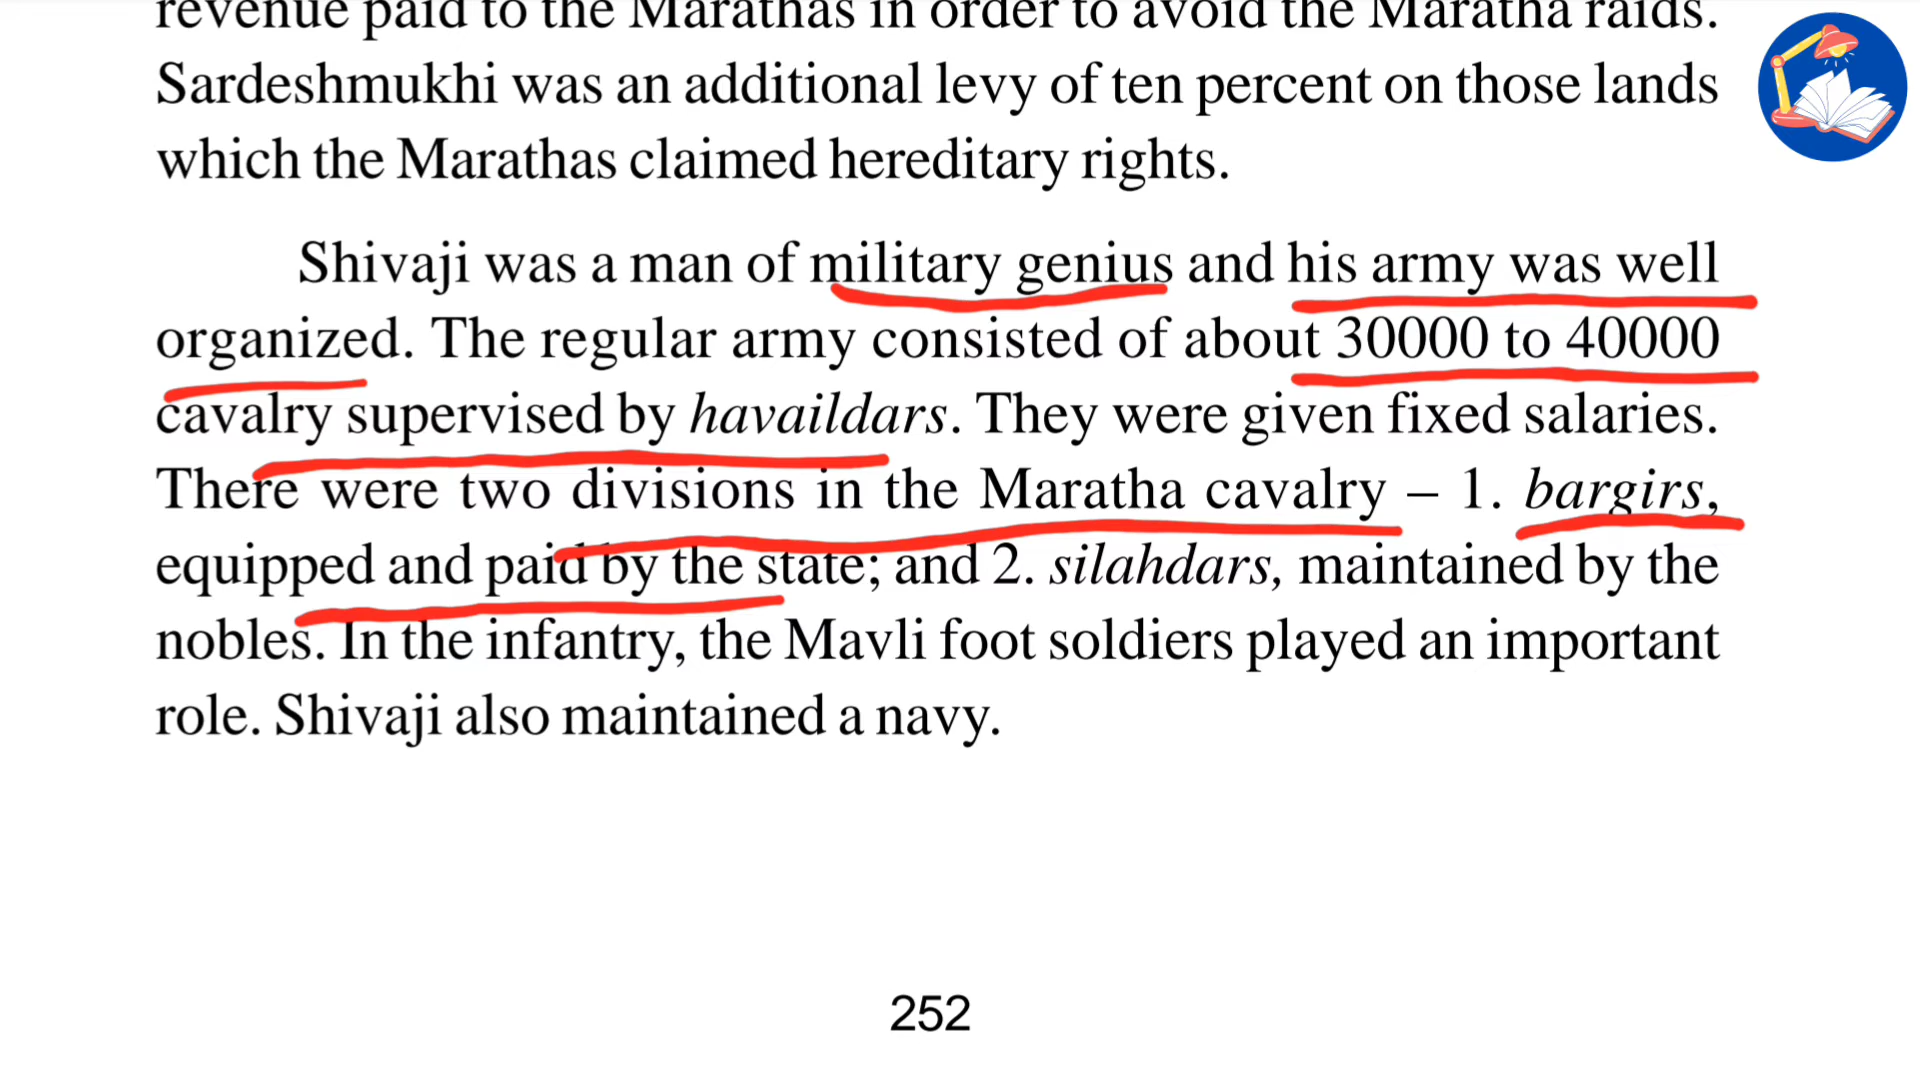 revenue paid to the Marathas in order to avoid the Maratha raids.
Sardeshmukhi was an additional levy of ten percent on those lands
which the Marathas claimed hereditary rights.
Shivaji was a man of military genius and his army was well
organized. The regular army consisted of about 30000 to 40000
cavalry supervised by havaildars. They were given fixed salaries.
There were two divisions in the Maratha cavalry – 1. bargirs,
equipped and paid by the state; and 2. silahdars, maintained by the
nobles. In the infantry, the Mavli foot soldiers played an important
role. Shivaji also maintained a navy.
252